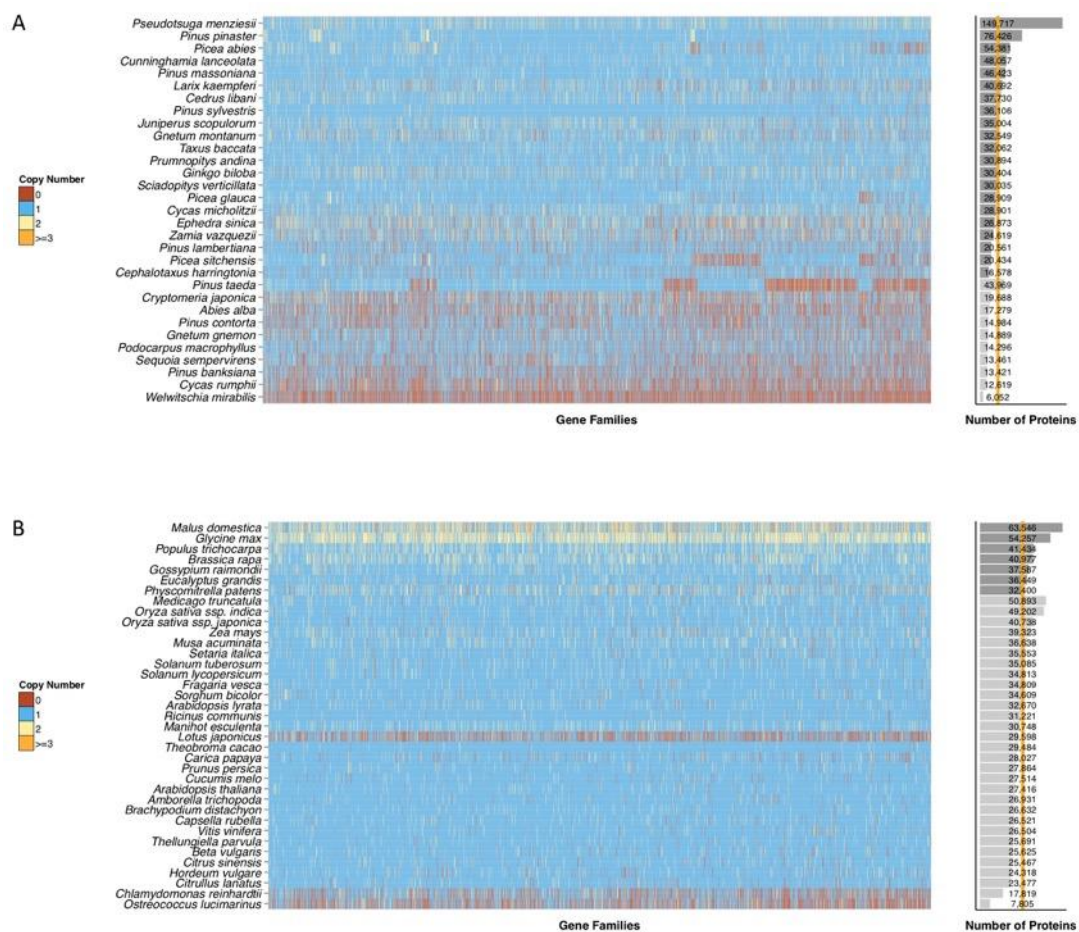 A
Copy Number
0
1
2
>=3
Pseudotsuga menziesii 149,717
Pinus pinaster 76,426
Picea abies 54,381
Cunninghamia lanceolata 48,057
Pinus massoniana 46,423
Larix kaempferi 40,692
Cedrus libani 37,730
Pinus sylvestris 36,106
Juniperus scopulorum 35,004
Gnetum montanum 32,549
Taxus baccata 32,062
Prumnopitys andina 30,894
Ginkgo biloba 30,404
Sciadopitys verticillata 30,035
Picea glauca 28,909
Cycas micholitzii 28,901
Ephedra sinica 26,873
Zamia vazquezii 24,619
Pinus lambertiana 20,561
Picea sitchensis 20,434
Cephalotaxus harringtonia 16,578
Pinus taeda 43,969
Cryptomeria japonica 19,688
Abies alba 17,279
Pinus contorta 14,984
Gnetum gnemon 14,889
Podocarpus macrophyllus 14,296
Sequoia sempervirens 13,461
Pinus banksiana 13,421
Cycas rumphii 12,619
Welwitschia mirabilis 6,052
Gene Families Number of Proteins
B
Copy Number
0
1
2
>=3
Malus domestica 63,546
Glycine max 54,257
Populus trichocarpa 41,434
Brassica rapa 40,977
Gossypium raimondii 37,587
Eucalyptus grandis 36,449
Physcomitrella patens 32,400
Medicago truncatula 50,893
Oryza sativa ssp. indica 49,202
Oryza sativa ssp. japonica 40,738
Zea mays 39,323
Musa acuminata 36,638
Setaria italica 35,553
Solanum tuberosum 35,085
Solanum lycopersicum 34,813
Fragaria vesca 34,809
Sorghum bicolor 34,609
Arabidopsis lyrata 32,670
Ricinus communis 31,221
Manihot esculenta 30,748
Lotus japonicus 29,598
Theobroma cacao 29,484
Carica papaya 28,027
Prunus persica 27,864
Cucumis melo 27,514
Arabidopsis thaliana 27,416
Amborella trichopoda 26,931
Brachypodium distachyon 26,632
Capsella rubella 26,521
Vitis vinifera 26,504
Thellungiella parvula 25,691
Beta vulgaris 25,625
Citrus sinensis 25,467
Hordeum vulgare 24,318
Citrullus lanatus 23,477
Chlamydomonas reinhardtii 17,819
Ostreococcus lucimarinus 7,805
Gene Families Number of Proteins